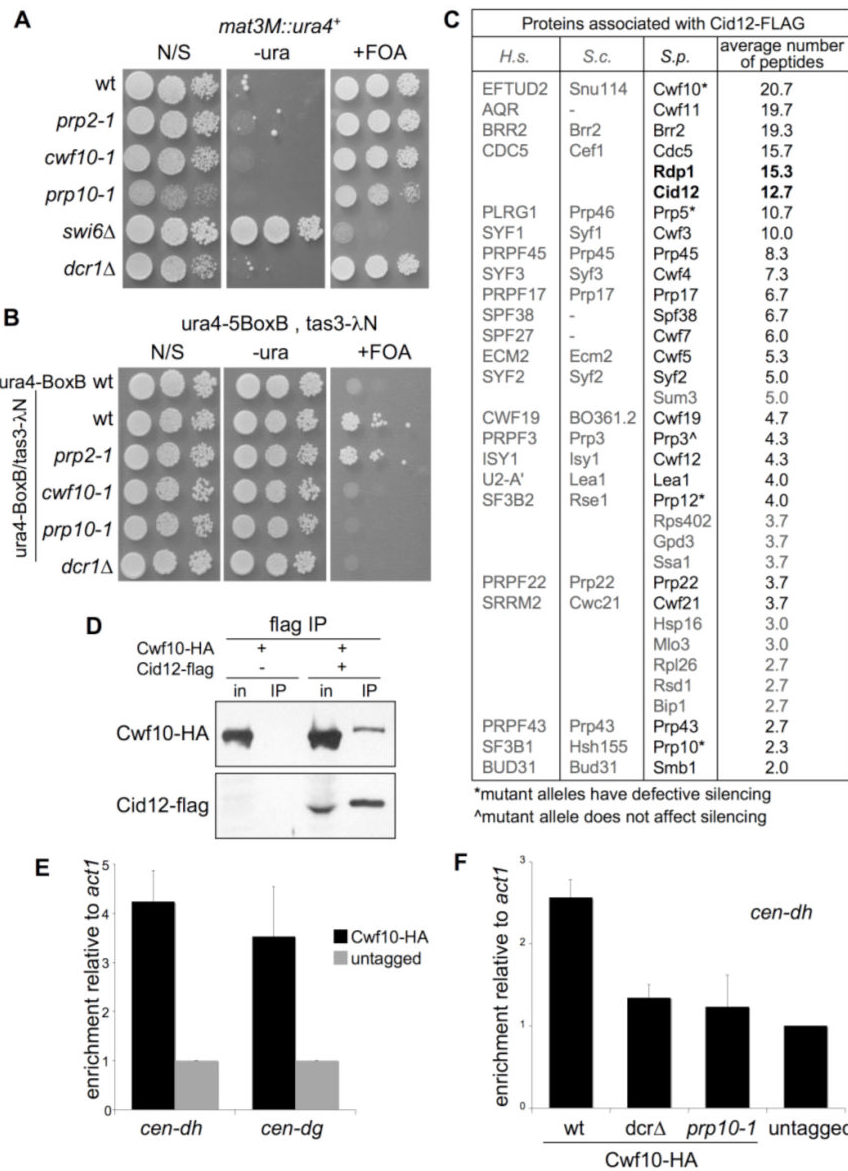 A
mat3M::ura4+
N/S -ura +FOA
wt
prp2-1
cwf10-1
prp10-1
swi6Δ
dcr1Δ
B
ura4-5BoxB , tas3-λN
N/S -ura +FOA
ura4-BoxB wt
ura4-BoxB/tas3-λN
wt
prp2-1
cwf10-1
prp10-1
dcr1Δ
C
Proteins associated with Cid12-FLAG
H.s. S.c. S.p. average number of peptides
EFTUD2 Snu114 Cwf10* 20.7
AQR - Cwf11 19.7
BRR2 Brr2 Brr2 19.3
CDC5 Cef1 Cdc5 15.7
Rdp1 15.3
Cid12 12.7
PLRG1 Prp46 Prp5* 10.7
SYF1 Syf1 Cwf3 10.0
PRPF45 Prp45 Prp45 8.3
SYF3 Syf3 Cwf4 7.3
PRPF17 Prp17 Prp17 6.7
SPF38 - Spf38 6.7
SPF27 - Cwf7 6.0
ECM2 Ecm2 Cwf5 5.3
SYF2 Syf2 Syf2 5.0
Sum3 5.0
CWF19 BO361.2 Cwf19 4.7
PRPF3 Prp3 Prp3^ 4.3
ISY1 Isy1 Cwf12 4.3
U2-A' Lea1 Lea1 4.0
SF3B2 Rse1 Prp12* 4.0
Rps402 3.7
Gpd3 3.7
Ssa1 3.7
PRPF22 Prp22 Prp22 3.7
SRRM2 Cwc21 Cwf21 3.7
Hsp16 3.0
Mlo3 3.0
Rpl26 2.7
Rsd1 2.7
Bip1 2.7
PRPF43 Prp43 Prp43 2.7
SF3B1 Hsh155 Prp10* 2.3
BUD31 Bud31 Smb1 2.0
*mutant alleles have defective silencing
^mutant allele does not affect silencing
D
flag IP
Cwf10-HA + +
Cid12-flag - +
in IP in IP
Cwf10-HA
Cid12-flag
E
enrichment relative to act1
5
4
3
2
1
0
Cwf10-HA
untagged
cen-dh cen-dg
F
enrichment relative to act1
3
2
1
0
cen-dh
wt dcrΔ prp10-1 untagged
Cwf10-HA